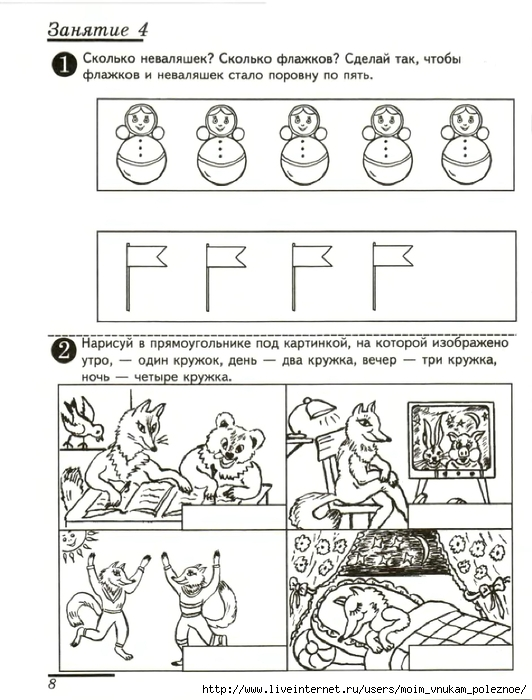 Занятие 4
1 Сколько неваляшек? Сколько флажков? Сделай так, чтобы
флажков и неваляшек стало поровну по пять.
2 Нарисуй в прямоугольнике под картинкой, на которой изображено
утро, — один кружок, день — два кружка, вечер — три кружка,
ночь — четыре кружка.
8
http://www.liveinternet.ru/users/moim_vnukam_poleznoe/